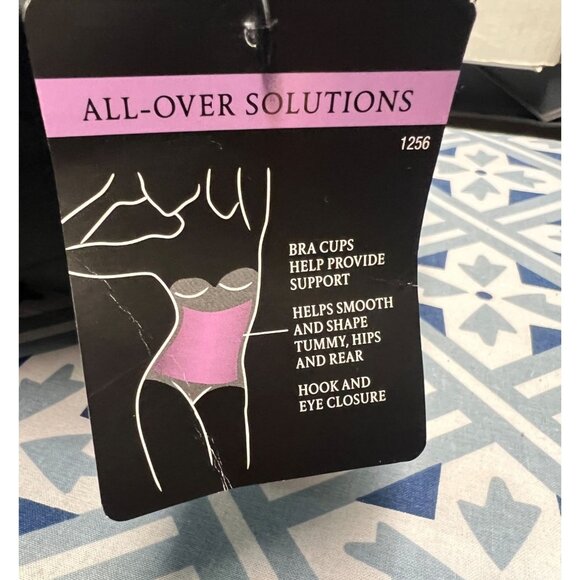 ALL-OVER SOLUTIONS
1256
BRA CUPS
HELP PROVIDE
SUPPORT
HELPS SMOOTH
AND SHAPE
TUMMY, HIPS
AND REAR
HOOK AND
EYE CLOSURE